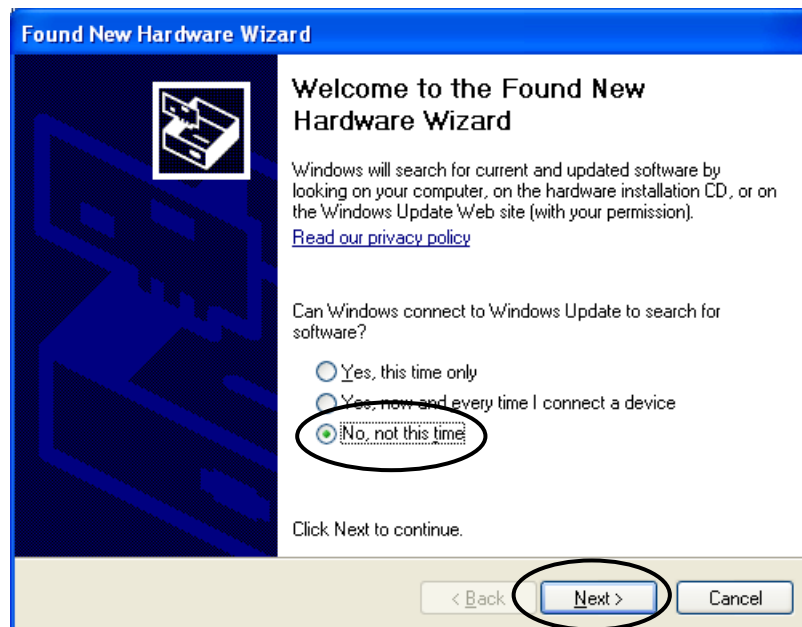 Found New Hardware Wizard
Welcome to the Found New
Hardware Wizard
Windows will search for current and updated software by
looking on your computer, on the hardware installation CD, or on
the Windows Update Web site (with your permission).
Read our privacy policy
Can Windows connect to Windows Update to search for
software?
Yes, this time only
Yes, now and every time I connect a device
No, not this time
Click Next to continue.
< Back Next > Cancel